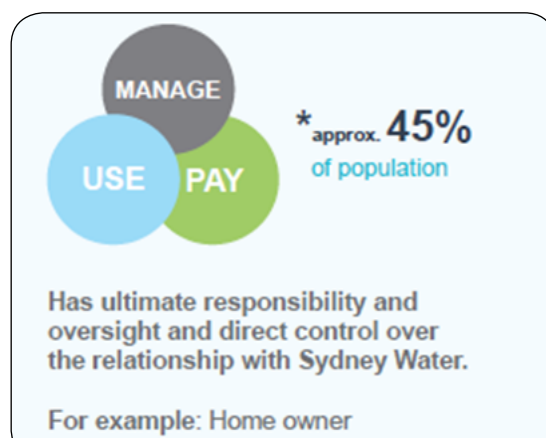 MANAGE
USE PAY
*approx. 45%
of population
Has ultimate responsibility and
oversight and direct control over
the relationship with Sydney Water.
For example: Home owner